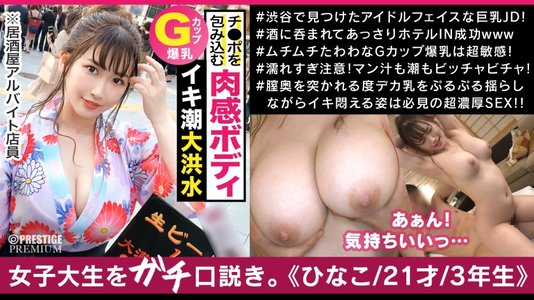 #居酒屋アルバイト店員
Gカップ
爆乳
チ●ポを
包み込む
肉感ボディ
イキ潮大洪水
生ビー
PRESTIGE
PREMIUM
#渋谷で見つけたアイドルフェイスな巨乳JD!
#酒に呑まれてあっさりホテルIN成功www
#ムチムチたわわなGカップ爆乳は超敏感!
#濡れすぎ注意!マン汁も潮もビッチャビチャ!
#膣奥を突かれる度デカ乳をぷるぷる揺らし
ながらイキ悶える姿は必見の超濃厚SEX!!
あぁん!
気持ちいいっ…
女子大生をガチ口説き。《ひなこ/21才/3年生》